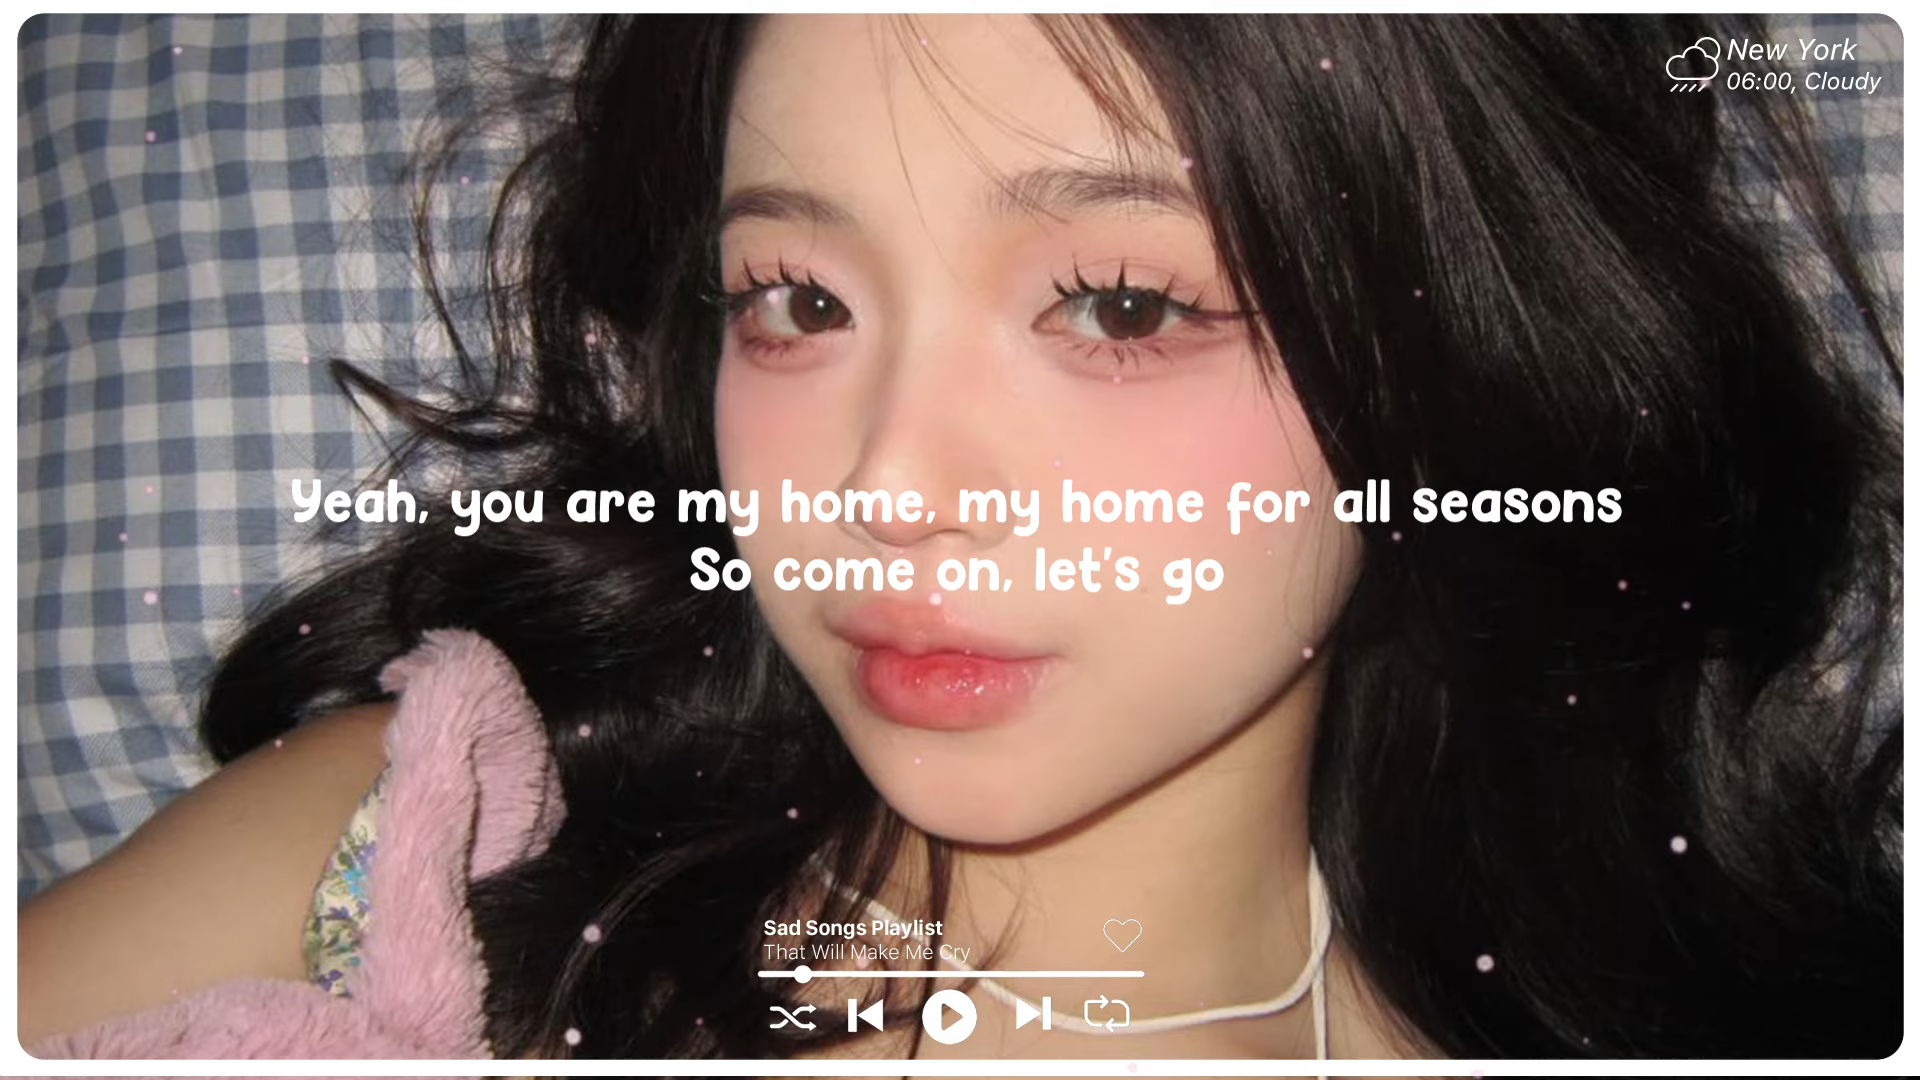 New York
06:00, Cloudy
Yeah, you are my home, my home for all seasons
So come on, let's go
Sad Songs Playlist
That Will Make Me Cry